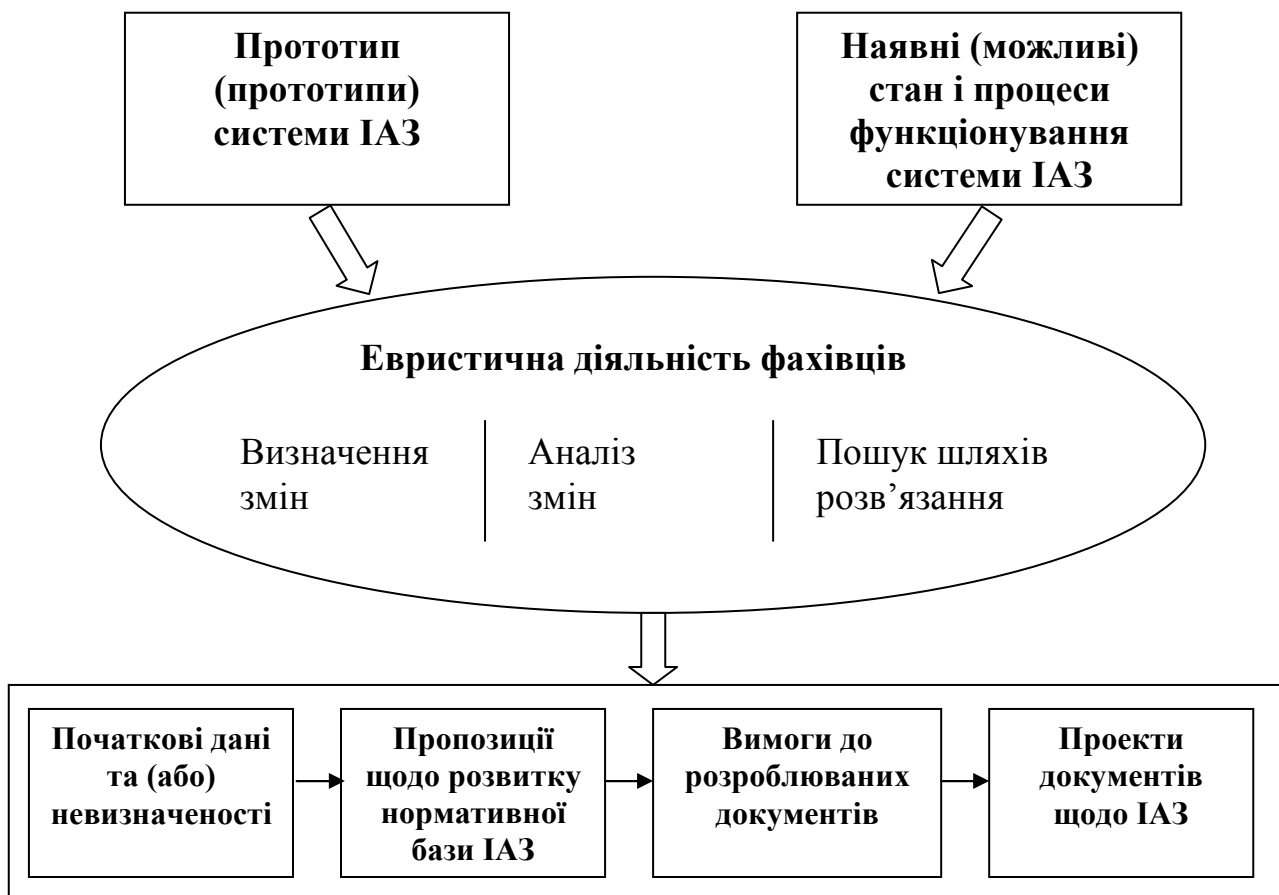 Прототип
(прототипи)
системи ІАЗ
Наявні (можливі)
стан і процеси
функціонування
системи ІАЗ
Евристична діяльність фахівців
Визначення
змін
Аналіз
змін
Пошук шляхів
розв’язання
Початкові дані
та (або)
невизначеності
Пропозиції
щодо розвитку
нормативної
бази ІАЗ
Вимоги до
розроблюваних
документів
Проекти
документів
щодо ІАЗ